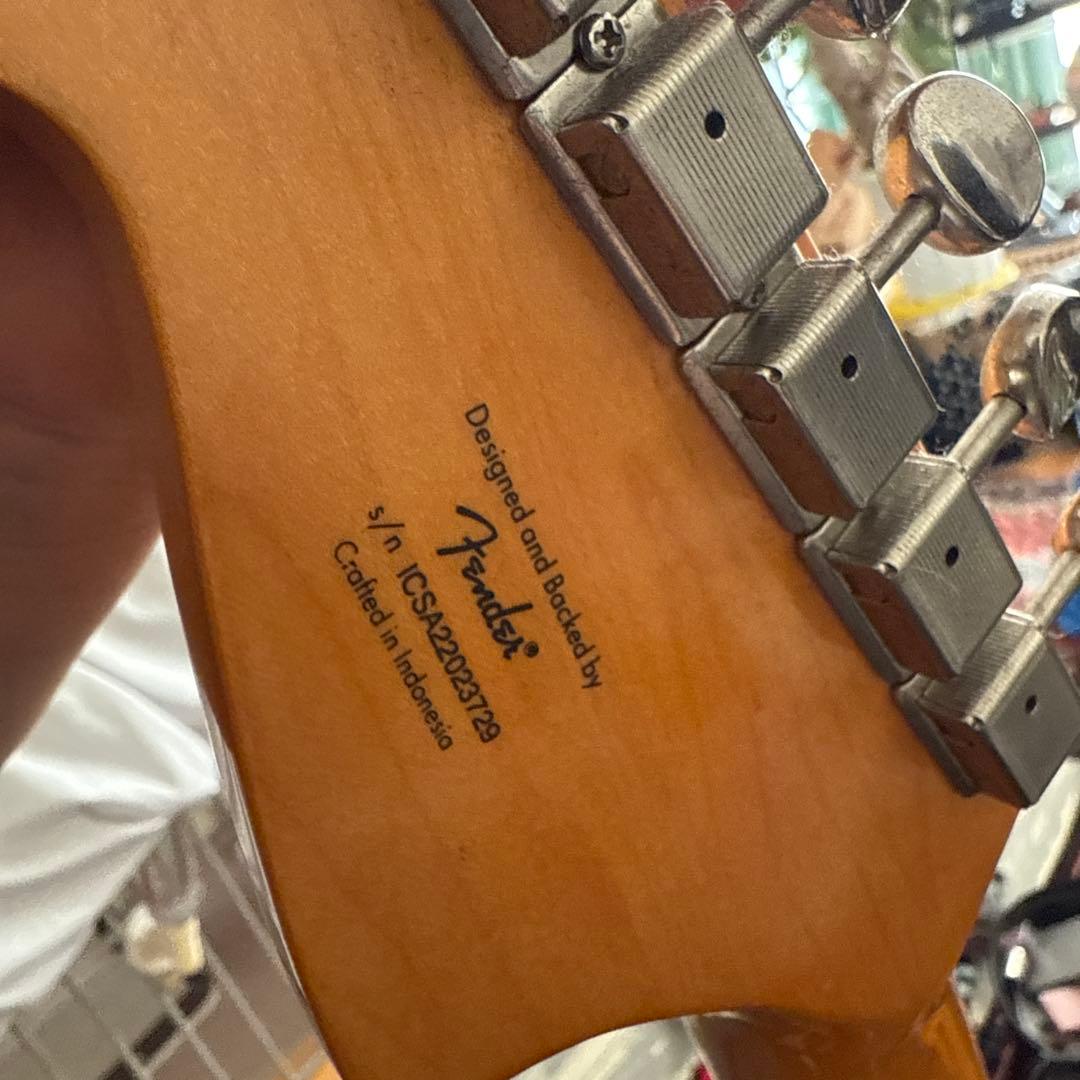 Designed and Backed by
Fender®
s/n ICSA22023729
Crafted in Indonesia